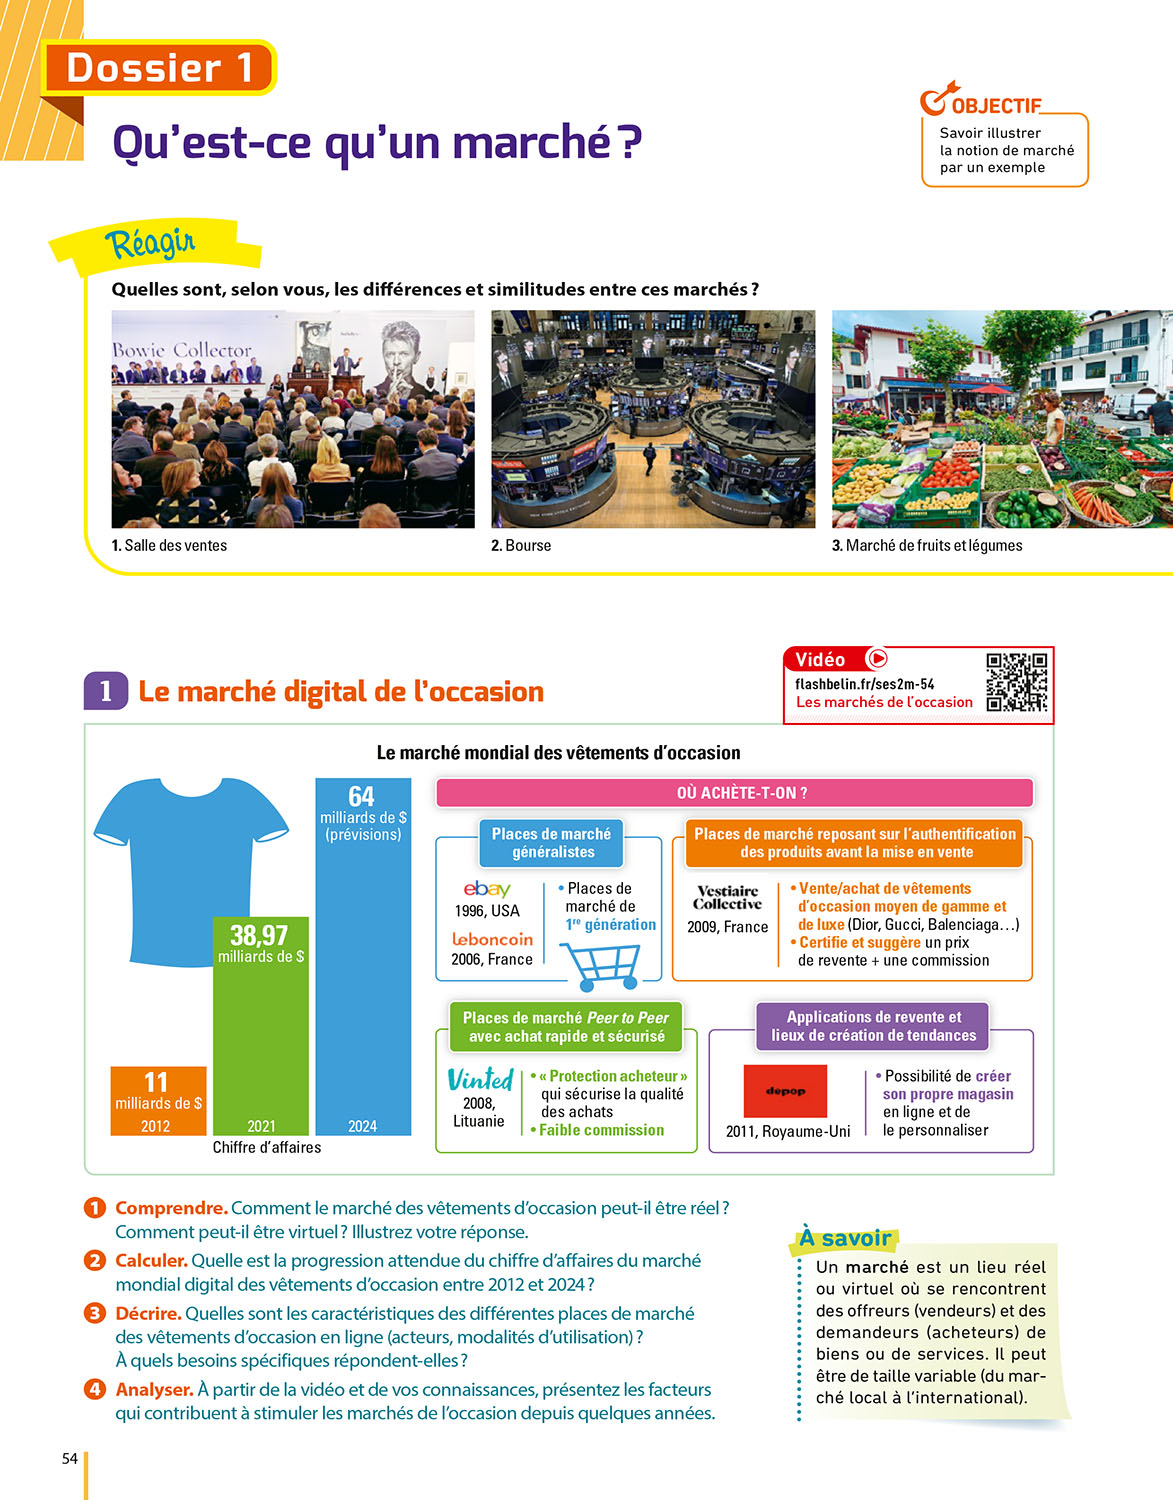 Dossier 1
Qu'est-ce qu'un marché ?
OBJECTIF
Savoir illustrer
la notion de marché
par un exemple
Réagir
Quelles sont, selon vous, les différences et similitudes entre ces marchés ?
Bowie Collector
1. Salle des ventes
2. Bourse
3. Marché de fruits et légumes
1 Le marché digital de l'occasion
Vidéo
flashbelin.fr/ses2m-54
Les marchés de l'occasion
Le marché mondial des vêtements d'occasion
11
milliards de $
2012
38,97
milliards de $
2021
64
milliards de $
(prévisions)
2024
Chiffre d'affaires
OÙ ACHÈTE-T-ON ?
Places de marché
généralistes
ebay
1996, USA
leboncoin
2006, France
• Places de
marché de
1re génération
Places de marché reposant sur l'authentification
des produits avant la mise en vente
Vestiaire
Collective
2009, France
• Vente/achat de vêtements
d'occasion moyen de gamme et
de luxe (Dior, Gucci, Balenciaga…)
• Certifie et suggère un prix
de revente + une commission
Places de marché Peer to Peer
avec achat rapide et sécurisé
Vinted
2008,
Lituanie
• « Protection acheteur »
qui sécurise la qualité
des achats
• Faible commission
Applications de revente et
lieux de création de tendances
depop
2011, Royaume-Uni
• Possibilité de créer
son propre magasin
en ligne et de
le personnaliser
1 Comprendre. Comment le marché des vêtements d'occasion peut-il être réel ?
Comment peut-il être virtuel ? Illustrez votre réponse.
2 Calculer. Quelle est la progression attendue du chiffre d'affaires du marché
mondial digital des vêtements d'occasion entre 2012 et 2024 ?
3 Décrire. Quelles sont les caractéristiques des différentes places de marché
des vêtements d'occasion en ligne (acteurs, modalités d'utilisation) ?
À quels besoins spécifiques répondent-elles ?
4 Analyser. À partir de la vidéo et de vos connaissances, présentez les facteurs
qui contribuent à stimuler les marchés de l'occasion depuis quelques années.
À savoir
Un marché est un lieu réel
ou virtuel où se rencontrent
des offreurs (vendeurs) et des
demandeurs (acheteurs) de
biens ou de services. Il peut
être de taille variable (du mar-
ché local à l'international).
54